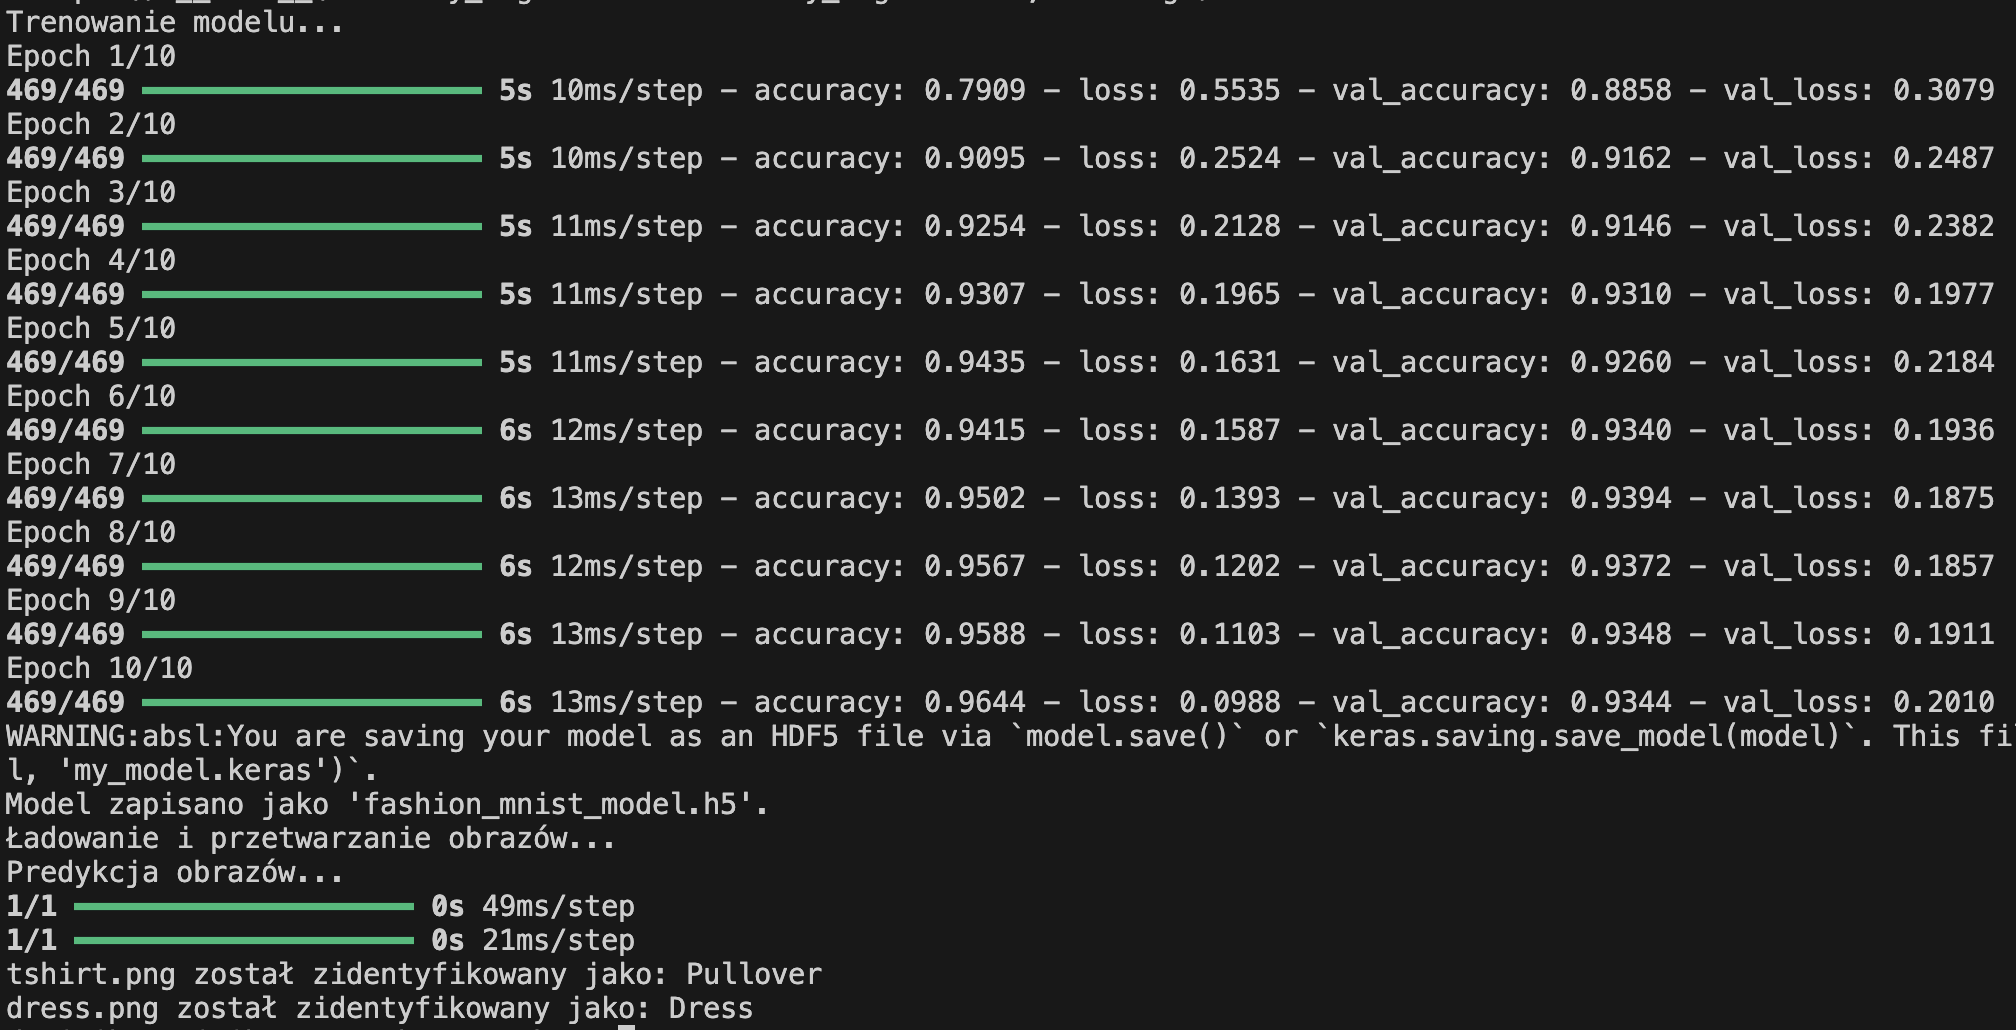 Trenowanie modelu...
Epoch 1/10
469/469 5s 10ms/step - accuracy: 0.7909 - loss: 0.5535 - val_accuracy: 0.8858 - val_loss: 0.3079
Epoch 2/10
469/469 5s 10ms/step - accuracy: 0.9095 - loss: 0.2524 - val_accuracy: 0.9162 - val_loss: 0.2487
Epoch 3/10
469/469 5s 11ms/step - accuracy: 0.9254 - loss: 0.2128 - val_accuracy: 0.9146 - val_loss: 0.2382
Epoch 4/10
469/469 5s 11ms/step - accuracy: 0.9307 - loss: 0.1965 - val_accuracy: 0.9310 - val_loss: 0.1977
Epoch 5/10
469/469 5s 11ms/step - accuracy: 0.9435 - loss: 0.1631 - val_accuracy: 0.9260 - val_loss: 0.2184
Epoch 6/10
469/469 6s 12ms/step - accuracy: 0.9415 - loss: 0.1587 - val_accuracy: 0.9340 - val_loss: 0.1936
Epoch 7/10
469/469 6s 13ms/step - accuracy: 0.9502 - loss: 0.1393 - val_accuracy: 0.9394 - val_loss: 0.1875
Epoch 8/10
469/469 6s 12ms/step - accuracy: 0.9567 - loss: 0.1202 - val_accuracy: 0.9372 - val_loss: 0.1857
Epoch 9/10
469/469 6s 13ms/step - accuracy: 0.9588 - loss: 0.1103 - val_accuracy: 0.9348 - val_loss: 0.1911
Epoch 10/10
469/469 6s 13ms/step - accuracy: 0.9644 - loss: 0.0988 - val_accuracy: 0.9344 - val_loss: 0.2010
WARNING:absl:You are saving your model as an HDF5 file via `model.save()` or `keras.saving.save_model(model)`. This fi
l, 'my_model.keras')`.
Model zapisano jako 'fashion_mnist_model.h5'.
Ładowanie i przetwarzanie obrazów...
Predykcja obrazów...
1/1 0s 49ms/step
1/1 0s 21ms/step
tshirt.png został zidentyfikowany jako: Pullover
dress.png został zidentyfikowany jako: Dress